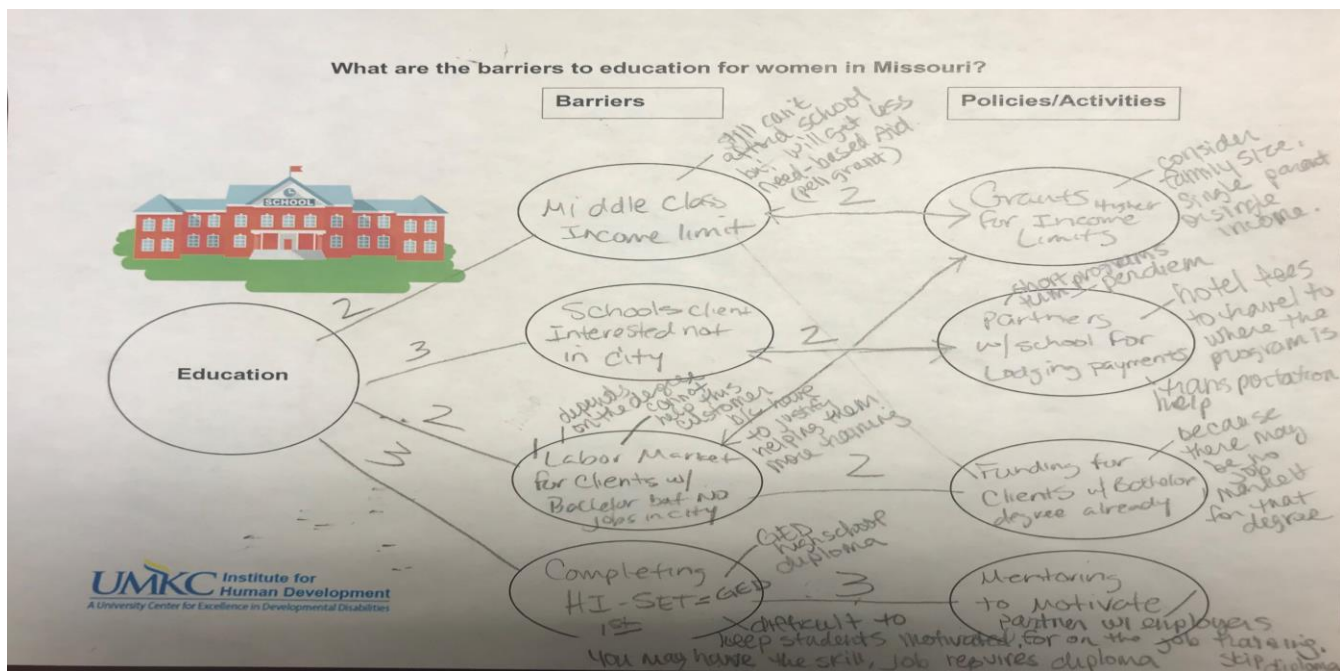 What are the barriers to education for women in Missouri?
Barriers
Policies/Activities
SCHOOL
Education
2
3
2
3
Middle Class
Income limit
still can't
afford school
but will get less
need-based Aid.
(pell grant)
2
Grants Higher
for Income
Limits
consider
family size.
single parent
or single
income.
Schools client
Interested not
in city
2
short programs
perdiem
Partners
w/school for
Lodging payments
hotel fees
to travel to
where the
program is
transportation
help
Labor Market
for Clients w/
Bachelor but No
jobs in city
depends
on the degree
cannot
help this
customer
b/c have
to justify
helping them
more training
2
Funding for
Clients w/ Bachelor
degree already
because
there may
be no
job
market
for that
degree
Completing
HI-SET=GED
1st
GED
highschool
diploma
3
Mentoring
to Motivate
partner w/ employers
for on the job training.
difficult to
keep students motivated.
You may have the skill, job requires diploma
UMKC Institute for
Human Development
A University Center for Excellence in Developmental Disabilities